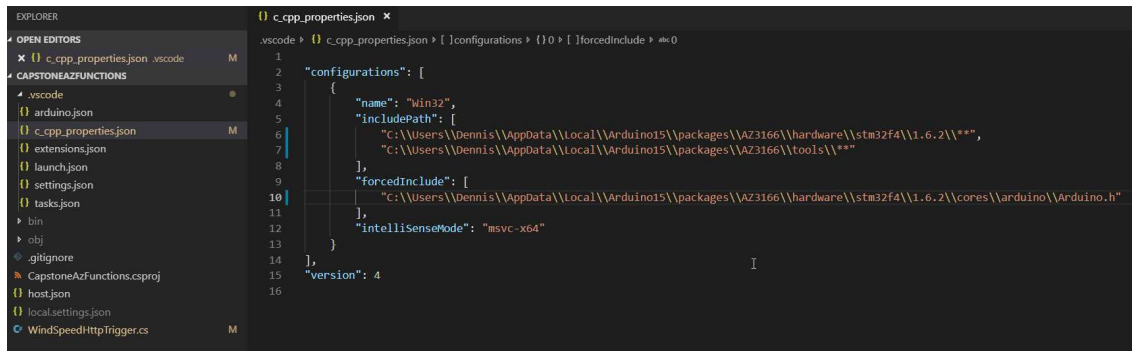 EXPLORER
OPEN EDITORS
c_cpp_properties.json .vscode M
CAPSTONEAZFUNCTIONS
.vscode
{} arduino.json
{} c_cpp_properties.json M
{} extensions.json
{} launch.json
{} settings.json
{} tasks.json
bin
obj
.gitignore
CapstoneAzFunctions.csproj
{} host.json
{} local.settings.json
WindSpeedHttpTrigger.cs M
{} c_cpp_properties.json ×
.vscode ▸ {} c_cpp_properties.json ▸ [ ]configurations ▸ {}0 ▸ [ ]forcedInclude ▸ abc0
1
2 "configurations": [
3 {
4 "name": "Win32",
5 "includePath": [
6 "C:\\Users\\Dennis\\AppData\\Local\\Arduino15\\packages\\AZ3166\\hardware\\stm32f4\\1.6.2\\**",
7 "C:\\Users\\Dennis\\AppData\\Local\\Arduino15\\packages\\AZ3166\\tools\\**"
8 ],
9 "forcedInclude": [
10 "C:\\Users\\Dennis\\AppData\\Local\\Arduino15\\packages\\AZ3166\\hardware\\stm32f4\\1.6.2\\cores\\arduino\\Arduino.h"
11 ],
12 "intelliSenseMode": "msvc-x64"
13 }
14 ],
15 "version": 4
16